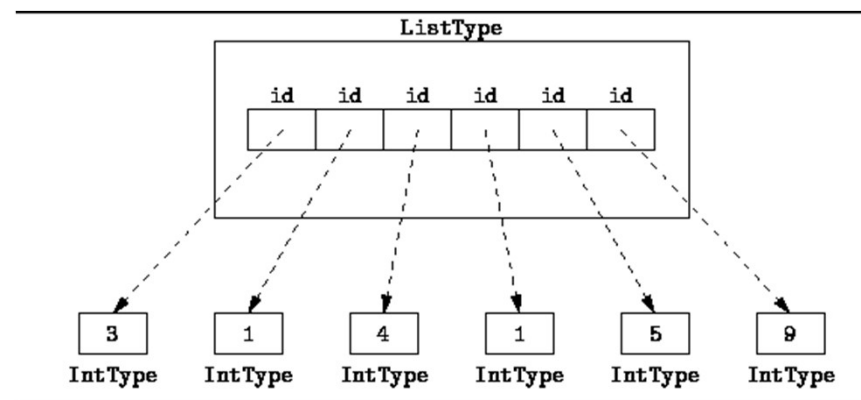 ListType
id id id id id id
3 1 4 1 5 9
IntType IntType IntType IntType IntType IntType